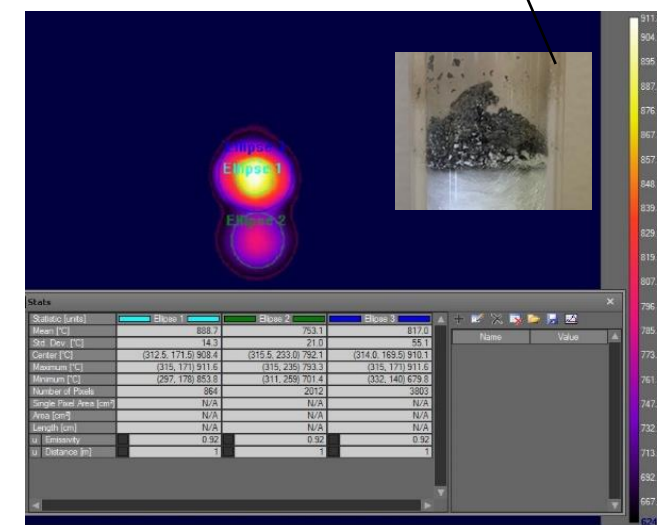 Ellipse 3
Ellipse 1
Ellipse 2
911.
904.
895.
887.
876.
867.
857.
848.
839.
829.
819.
807.
796.
785.
773.
761.
747.
732.
713.
692.
667.
Stats
Statistic [units] Ellipse 1 Ellipse 2 Ellipse 3
Mean [°C] 888.7 753.1 817.0
Std. Dev. [°C] 14.3 21.0 55.1
Center [°C] (312.5, 171.5) 908.4 (315.5, 233.0) 792.1 (314.0, 169.5) 910.1
Maximum [°C] (315, 171) 911.6 (315, 235) 793.3 (315, 171) 911.6
Minimum [°C] (297, 178) 853.8 (311, 259) 701.4 (332, 140) 679.8
Number of Pixels 864 2012 3803
Single Pixel Area [cm²] N/A N/A N/A
Area [cm²] N/A N/A N/A
Length [cm] N/A N/A N/A
u Emissivity 0.92 0.92 0.92
u Distance [m] 1 1 1
Name Value